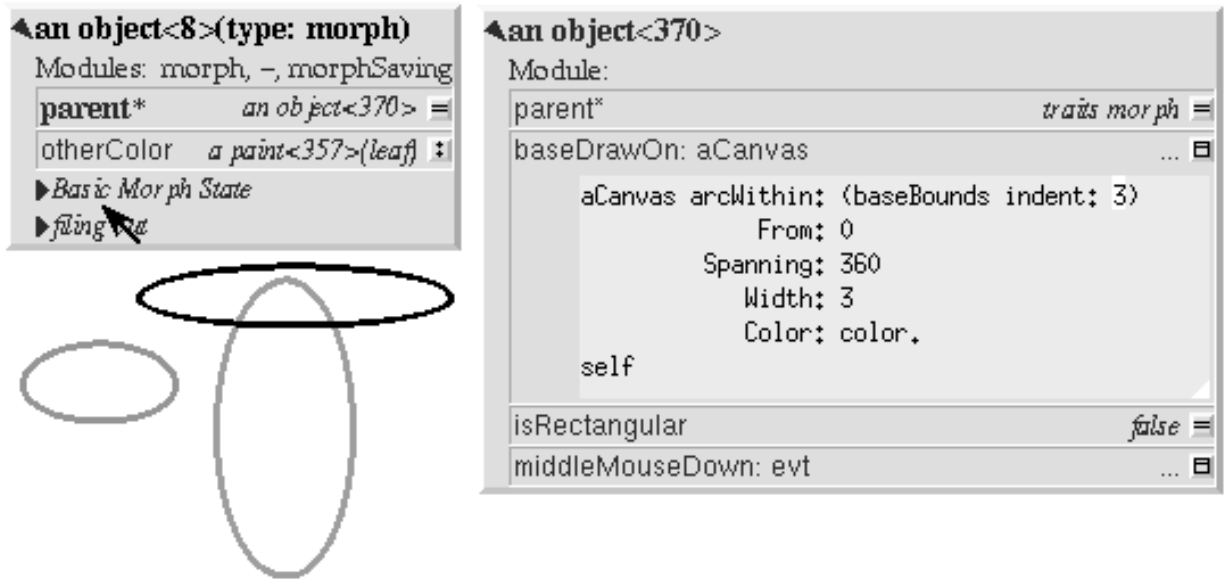 an object<8>(type: morph)
Modules: morph, –, morphSaving
parent* an object<370> =
otherColor a paint<357>(leaf) :
Basic Morph State
filing
an object<370>
Module:
parent* traits morph =
baseDrawOn: aCanvas ...
aCanvas arcWithin: (baseBounds indent: 3)
From: 0
Spanning: 360
Width: 3
Color: color.
self
isRectangular false =
middleMouseDown: evt ...